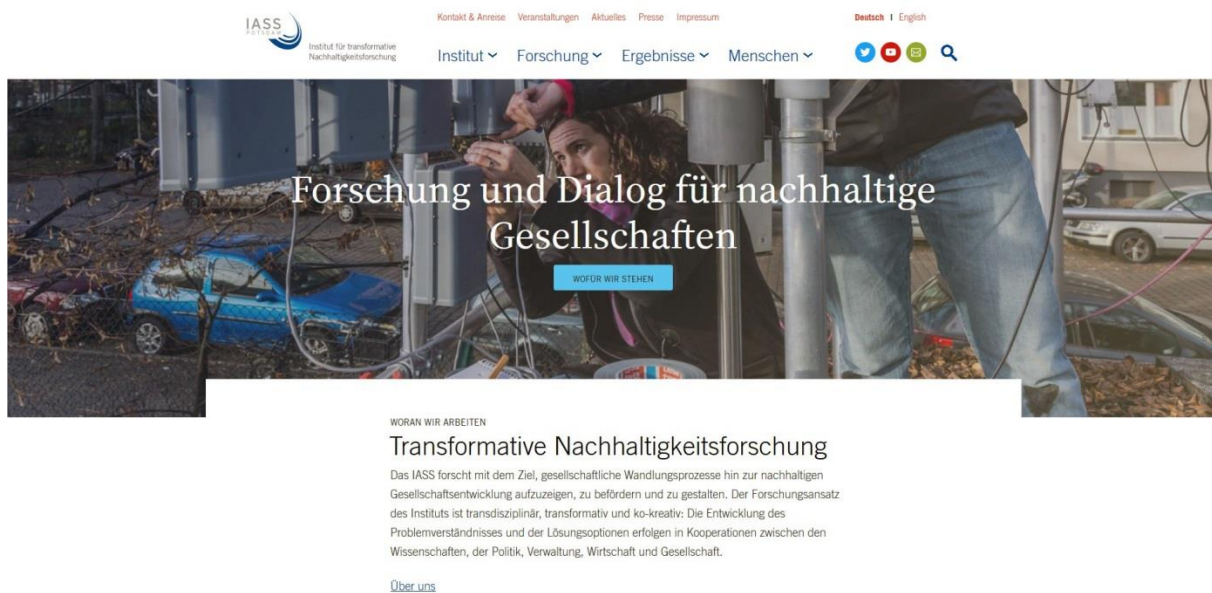 IASS
POTSDAM
Institut für transformative
Nachhaltigkeitsforschung
Kontakt & Anreise Veranstaltungen Aktuelles Presse Impressum
Deutsch I English
Institut Forschung Ergebnisse Menschen
Forschung und Dialog für nachhaltige
Gesellschaften
WOFÜR WIR STEHEN
WORAN WIR ARBEITEN
Transformative Nachhaltigkeitsforschung
Das IASS forscht mit dem Ziel, gesellschaftliche Wandlungsprozesse hin zur nachhaltigen
Gesellschaftsentwicklung aufzuzeigen, zu befördern und zu gestalten. Der Forschungsansatz
des Instituts ist transdisziplinär, transformativ und ko-kreativ: Die Entwicklung des
Problemverständnisses und der Lösungsoptionen erfolgen in Kooperationen zwischen den
Wissenschaften, der Politik, Verwaltung, Wirtschaft und Gesellschaft.
Über uns